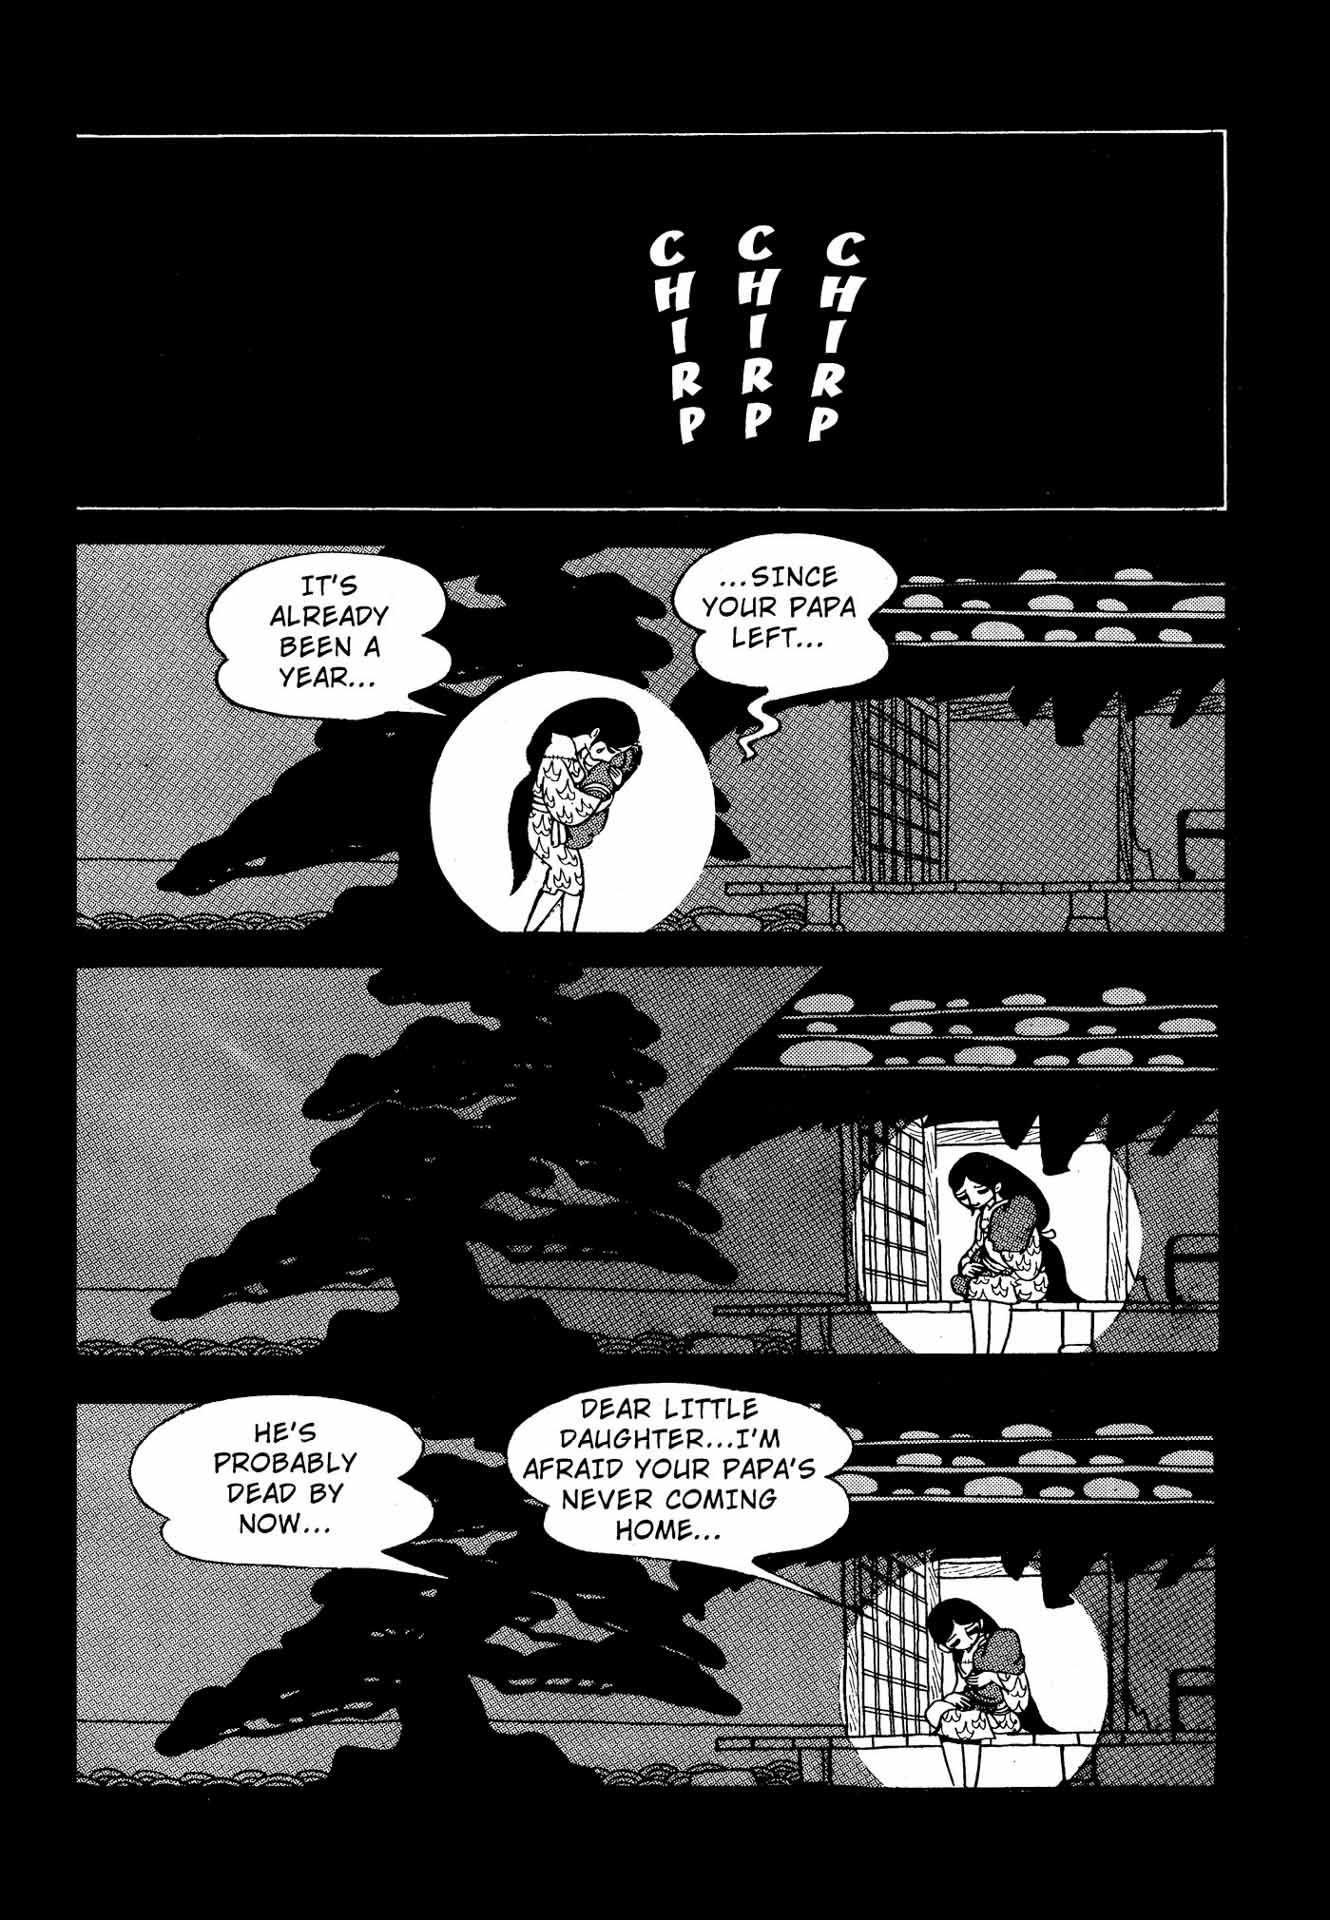 CHIRP
CHIRP
CHIRP
IT'S
ALREADY
BEEN A
YEAR...
...SINCE
YOUR PAPA
LEFT...
HE'S
PROBABLY
DEAD BY
NOW...
DEAR LITTLE
DAUGHTER...I'M
AFRAID YOUR PAPA'S
NEVER COMING
HOME...